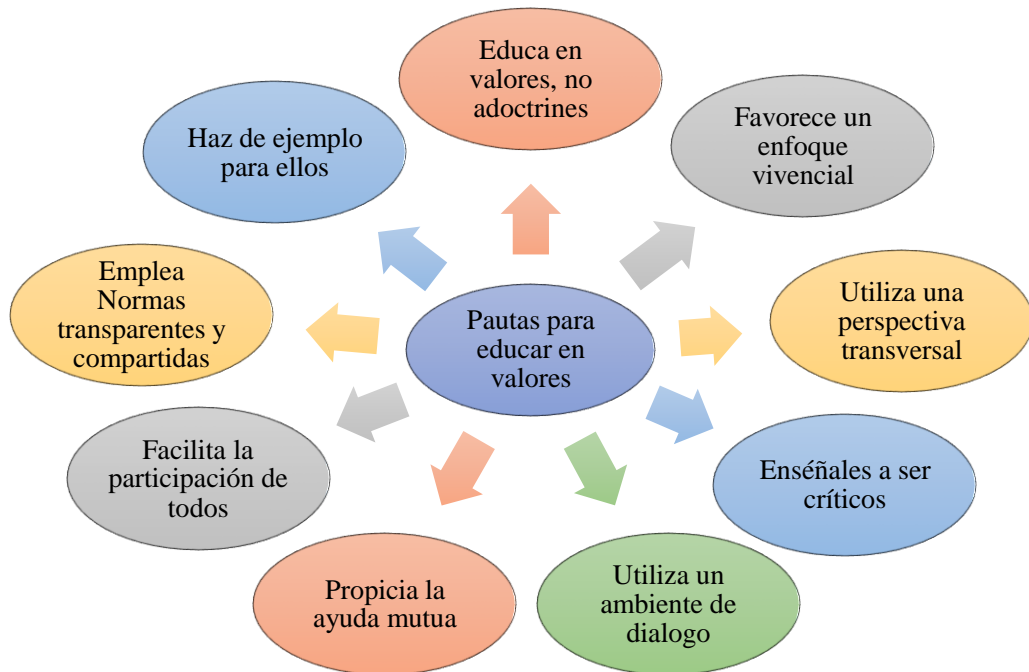 Educa en
valores, no
adoctrines
Favorece un
enfoque
vivencial
Utiliza una
perspectiva
transversal
Enséñales a ser
críticos
Utiliza un
ambiente de
dialogo
Propicia la
ayuda mutua
Facilita la
participación de
todos
Emplea
Normas
transparentes y
compartidas
Haz de ejemplo
para ellos
Pautas para
educar en
valores